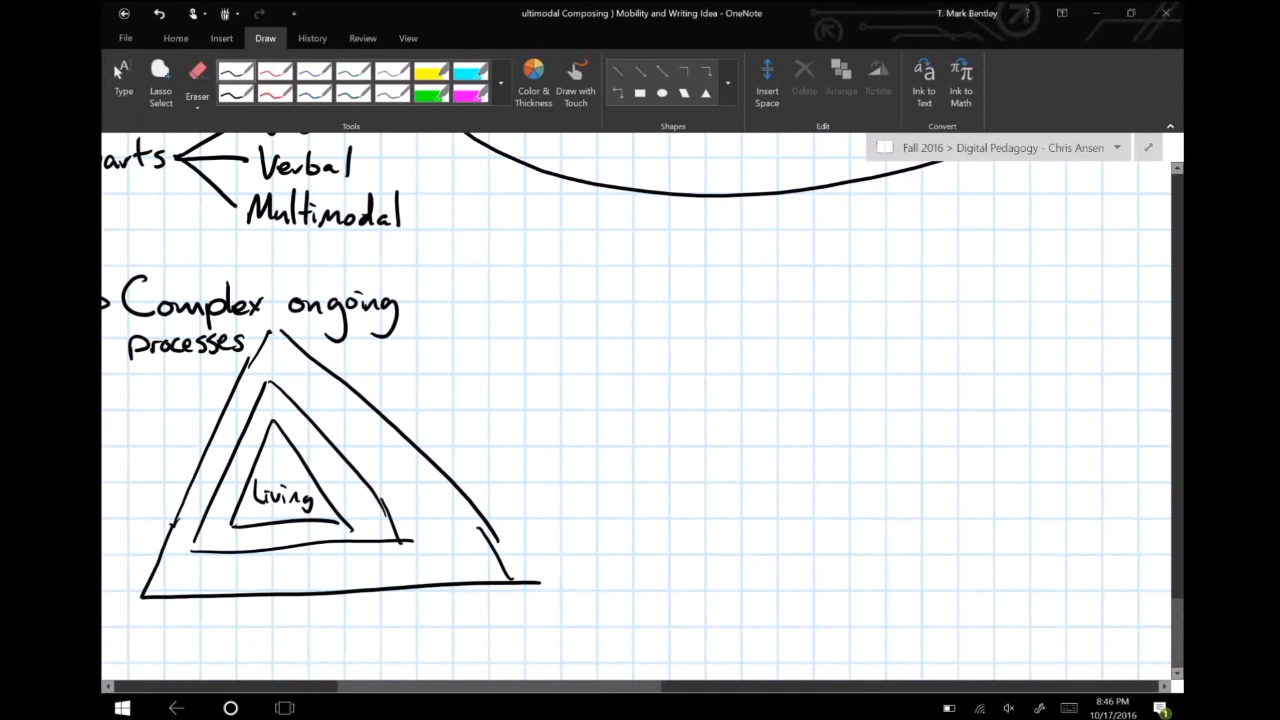 ultimodal Composing ) Mobility and Writing Idea - OneNote
T. Mark Bentley
?
File
Home
Insert
Draw
History
Review
View
Type
Lasso
Select
Eraser
Color &
Thickness
Draw with
Touch
Insert
Space
Delete
Arrange
Rotate
Ink to
Text
Ink to
Math
Tools
Shapes
Edit
Convert
Fall 2016 > Digital Pedagogy - Chris Ansen
arts
Verbal
Multimodal
Complex ongoing
processes
Living
8:46 PM
10/17/2016
1